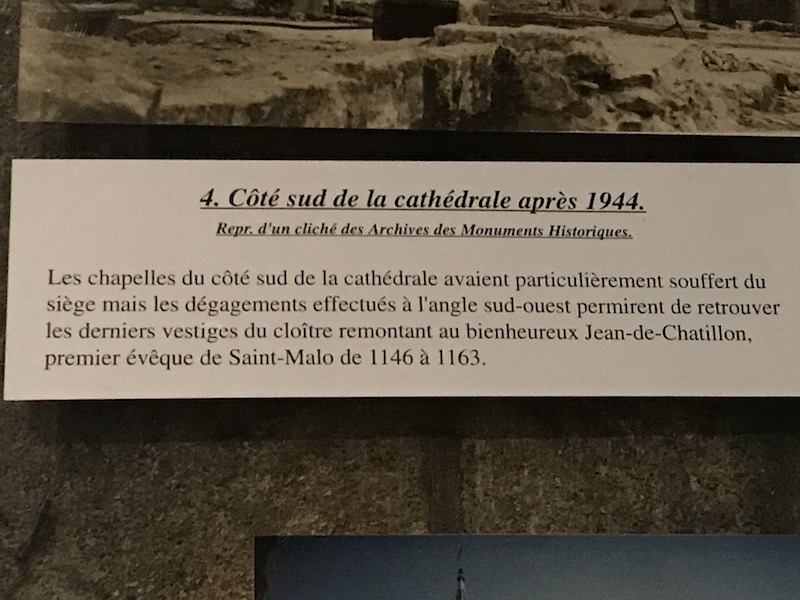 4. Côté sud de la cathédrale après 1944.
Repr. d'un cliché des Archives des Monuments Historiques.
Les chapelles du côté sud de la cathédrale avaient particulièrement souffert du
siège mais les dégagements effectués à l'angle sud-ouest permirent de retrouver
les derniers vestiges du cloître remontant au bienheureux Jean-de-Chatillon,
premier évêque de Saint-Malo de 1146 à 1163.